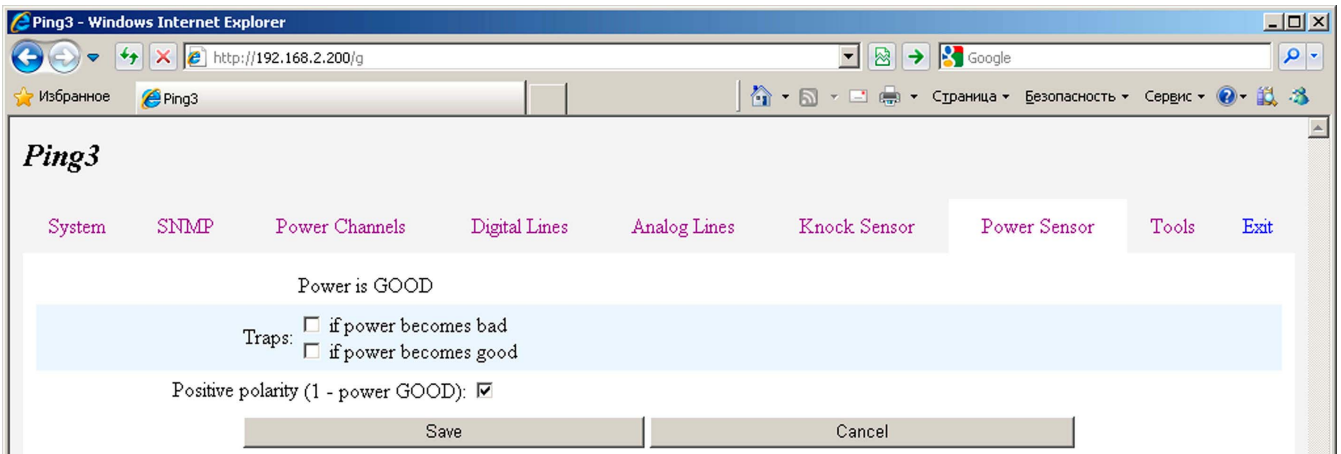 Ping3 - Windows Internet Explorer
http://192.168.2.200/g
Google
Избранное
Ping3
Страница
Безопасность
Сервис
Ping3
System SNMP Power Channels Digital Lines Analog Lines Knock Sensor Power Sensor Tools Exit
Power is GOOD
Traps: if power becomes bad
if power becomes good
Positive polarity (1 - power GOOD):
Save Cancel